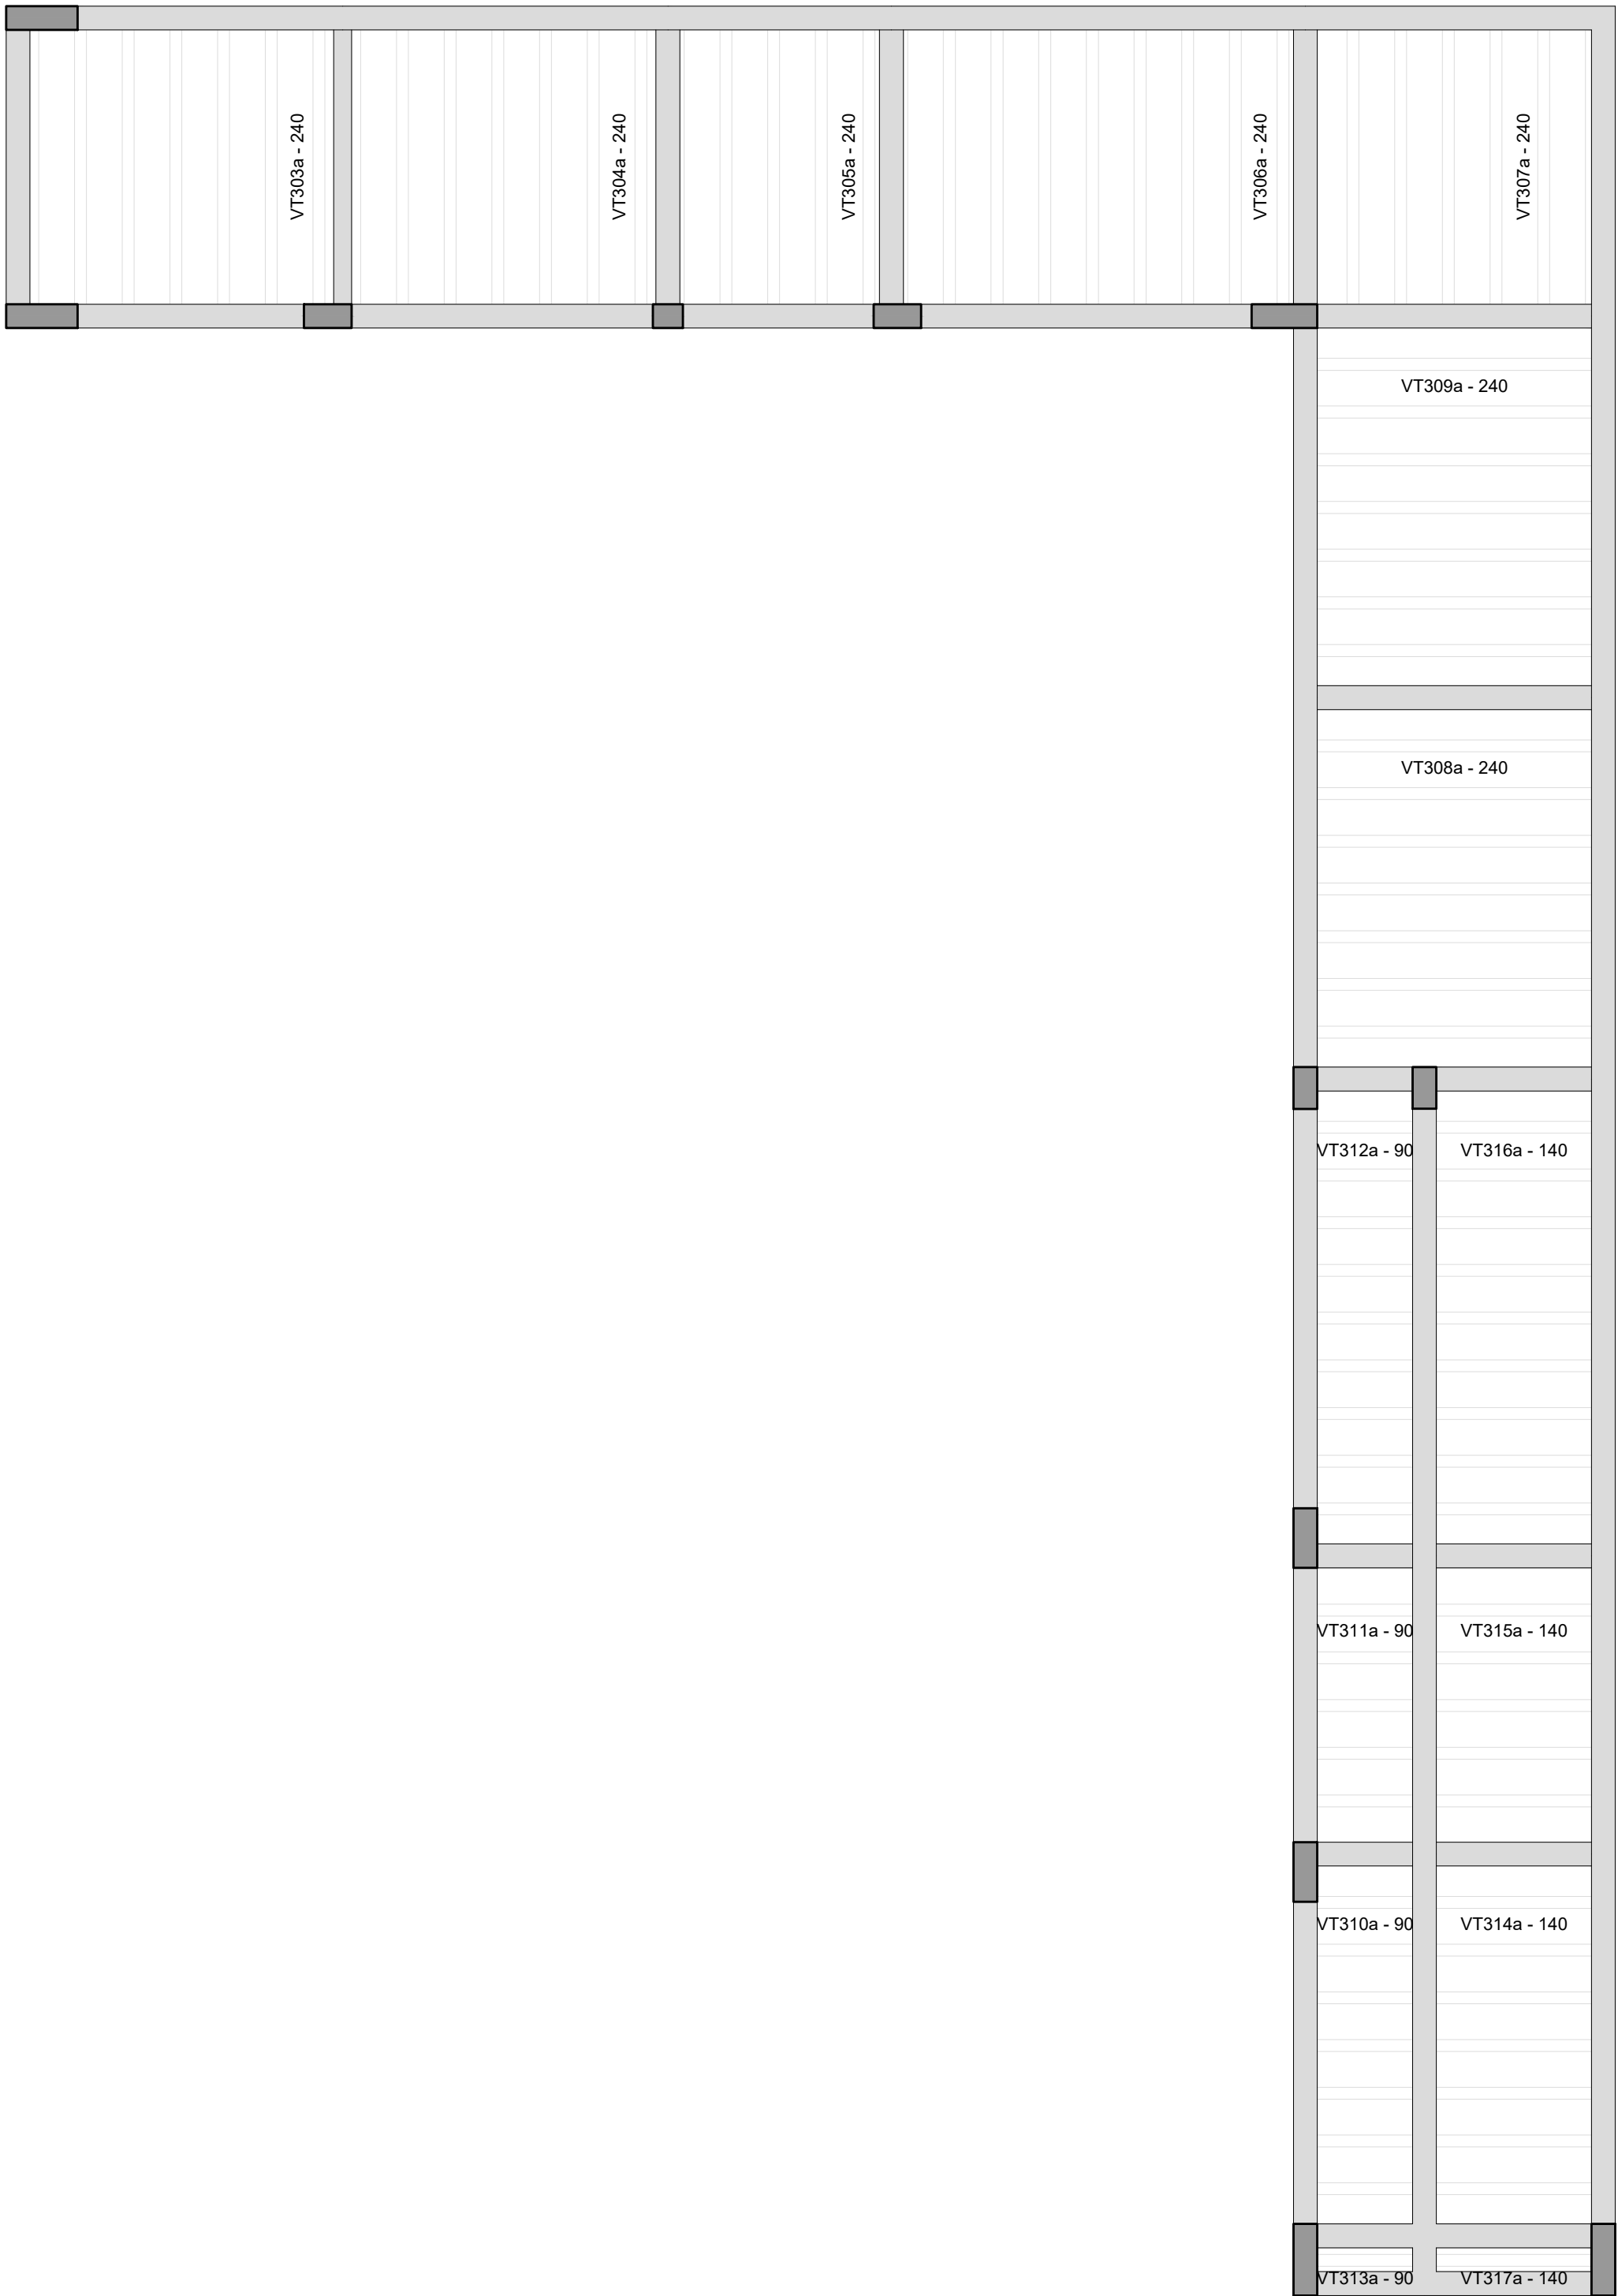 VT303a - 240
VT304a - 240
VT305a - 240
VT306a - 240
VT307a - 240
VT309a - 240
VT308a - 240
VT312a - 90
VT316a - 140
VT311a - 90
VT315a - 140
VT310a - 90
VT314a - 140
VT313a - 90
VT317a - 140